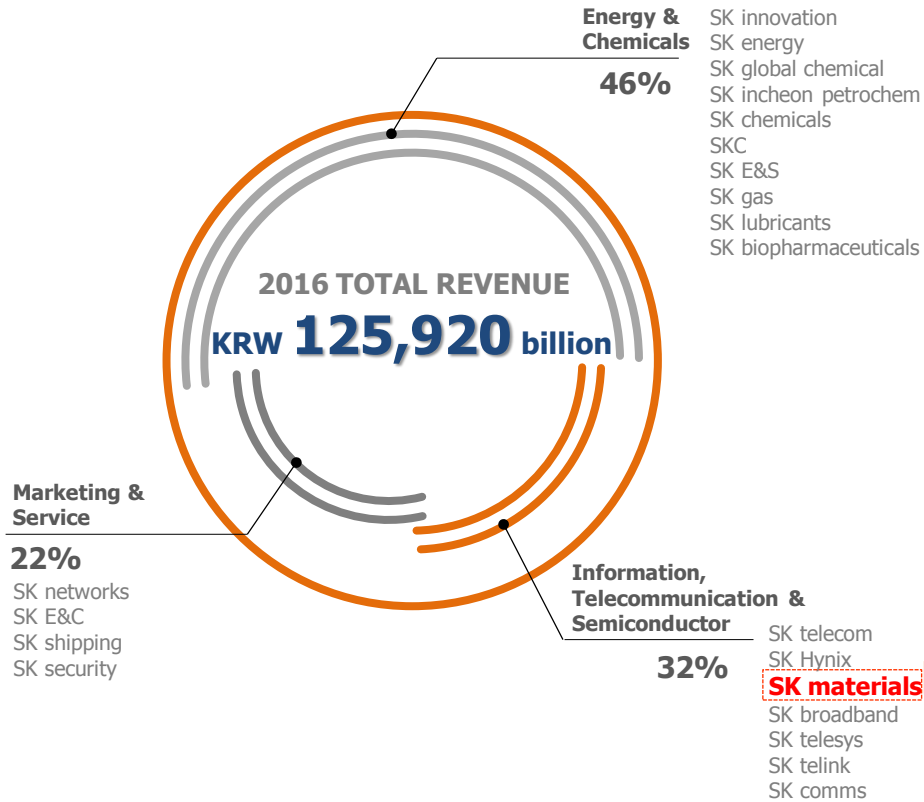 Energy &
Chemicals
46%
SK innovation
SK energy
SK global chemical
SK incheon petrochem
SK chemicals
SKC
SK E&S
SK gas
SK lubricants
SK biopharmaceuticals
2016 TOTAL REVENUE
KRW 125,920 billion
Marketing &
Service
22%
SK networks
SK E&C
SK shipping
SK security
Information,
Telecommunication &
Semiconductor
32%
SK telecom
SK Hynix
SK materials
SK broadband
SK telesys
SK telink
SK comms